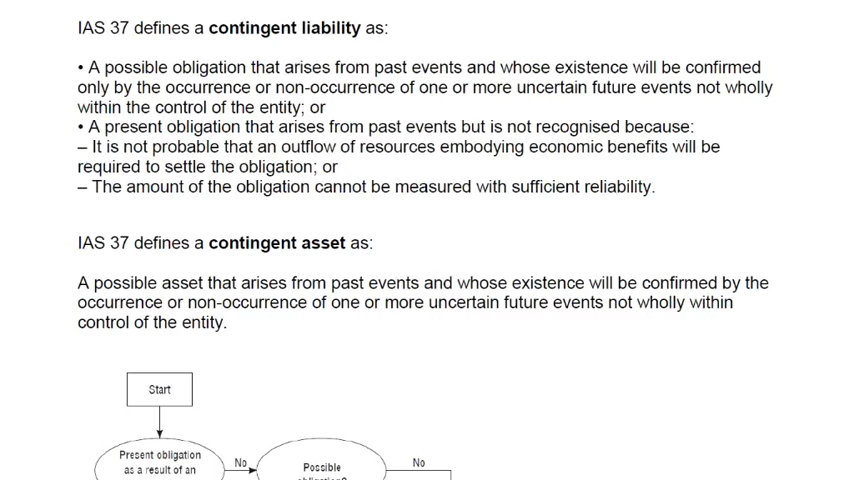 IAS 37 defines a contingent liability as:
• A possible obligation that arises from past events and whose existence will be confirmed
only by the occurrence or non-occurrence of one or more uncertain future events not wholly
within the control of the entity; or
• A present obligation that arises from past events but is not recognised because:
– It is not probable that an outflow of resources embodying economic benefits will be
required to settle the obligation; or
– The amount of the obligation cannot be measured with sufficient reliability.
IAS 37 defines a contingent asset as:
A possible asset that arises from past events and whose existence will be confirmed by the
occurrence or non-occurrence of one or more uncertain future events not wholly within
control of the entity.
Start
Present obligation
as a result of an
No
Possible
No